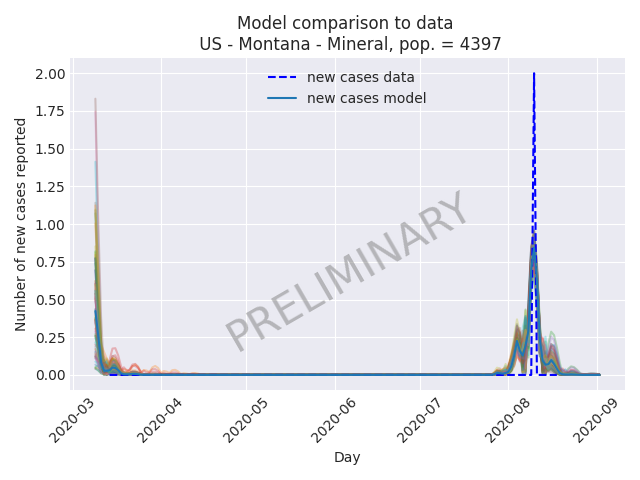 Model comparison to data
US - Montana - Mineral, pop. = 4397
new cases data
new cases model
Number of new cases reported
2.00
1.75
1.50
1.25
1.00
0.75
0.50
0.25
0.00
PRELIMINARY
2020-03
2020-04
2020-05
2020-06
2020-07
2020-08
2020-09
Day